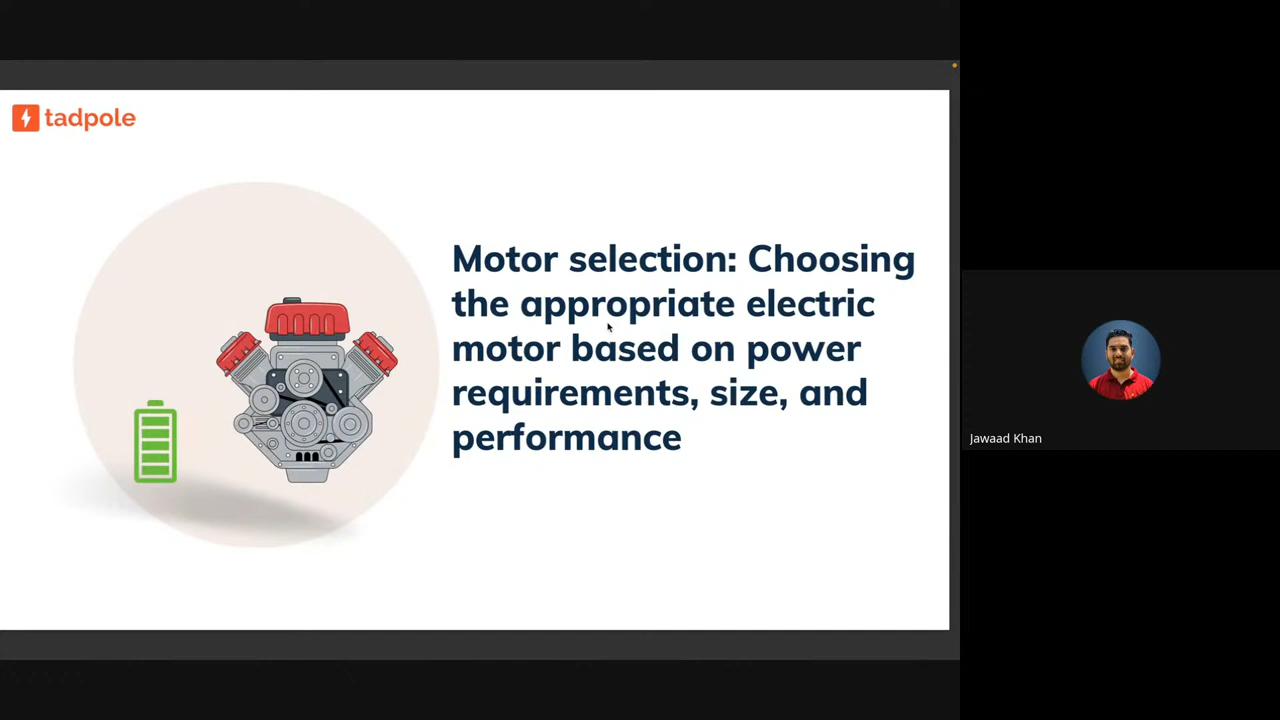 tadpole
Motor selection: Choosing
the appropriate electric
motor based on power
requirements, size, and
performance
Jawaad Khan